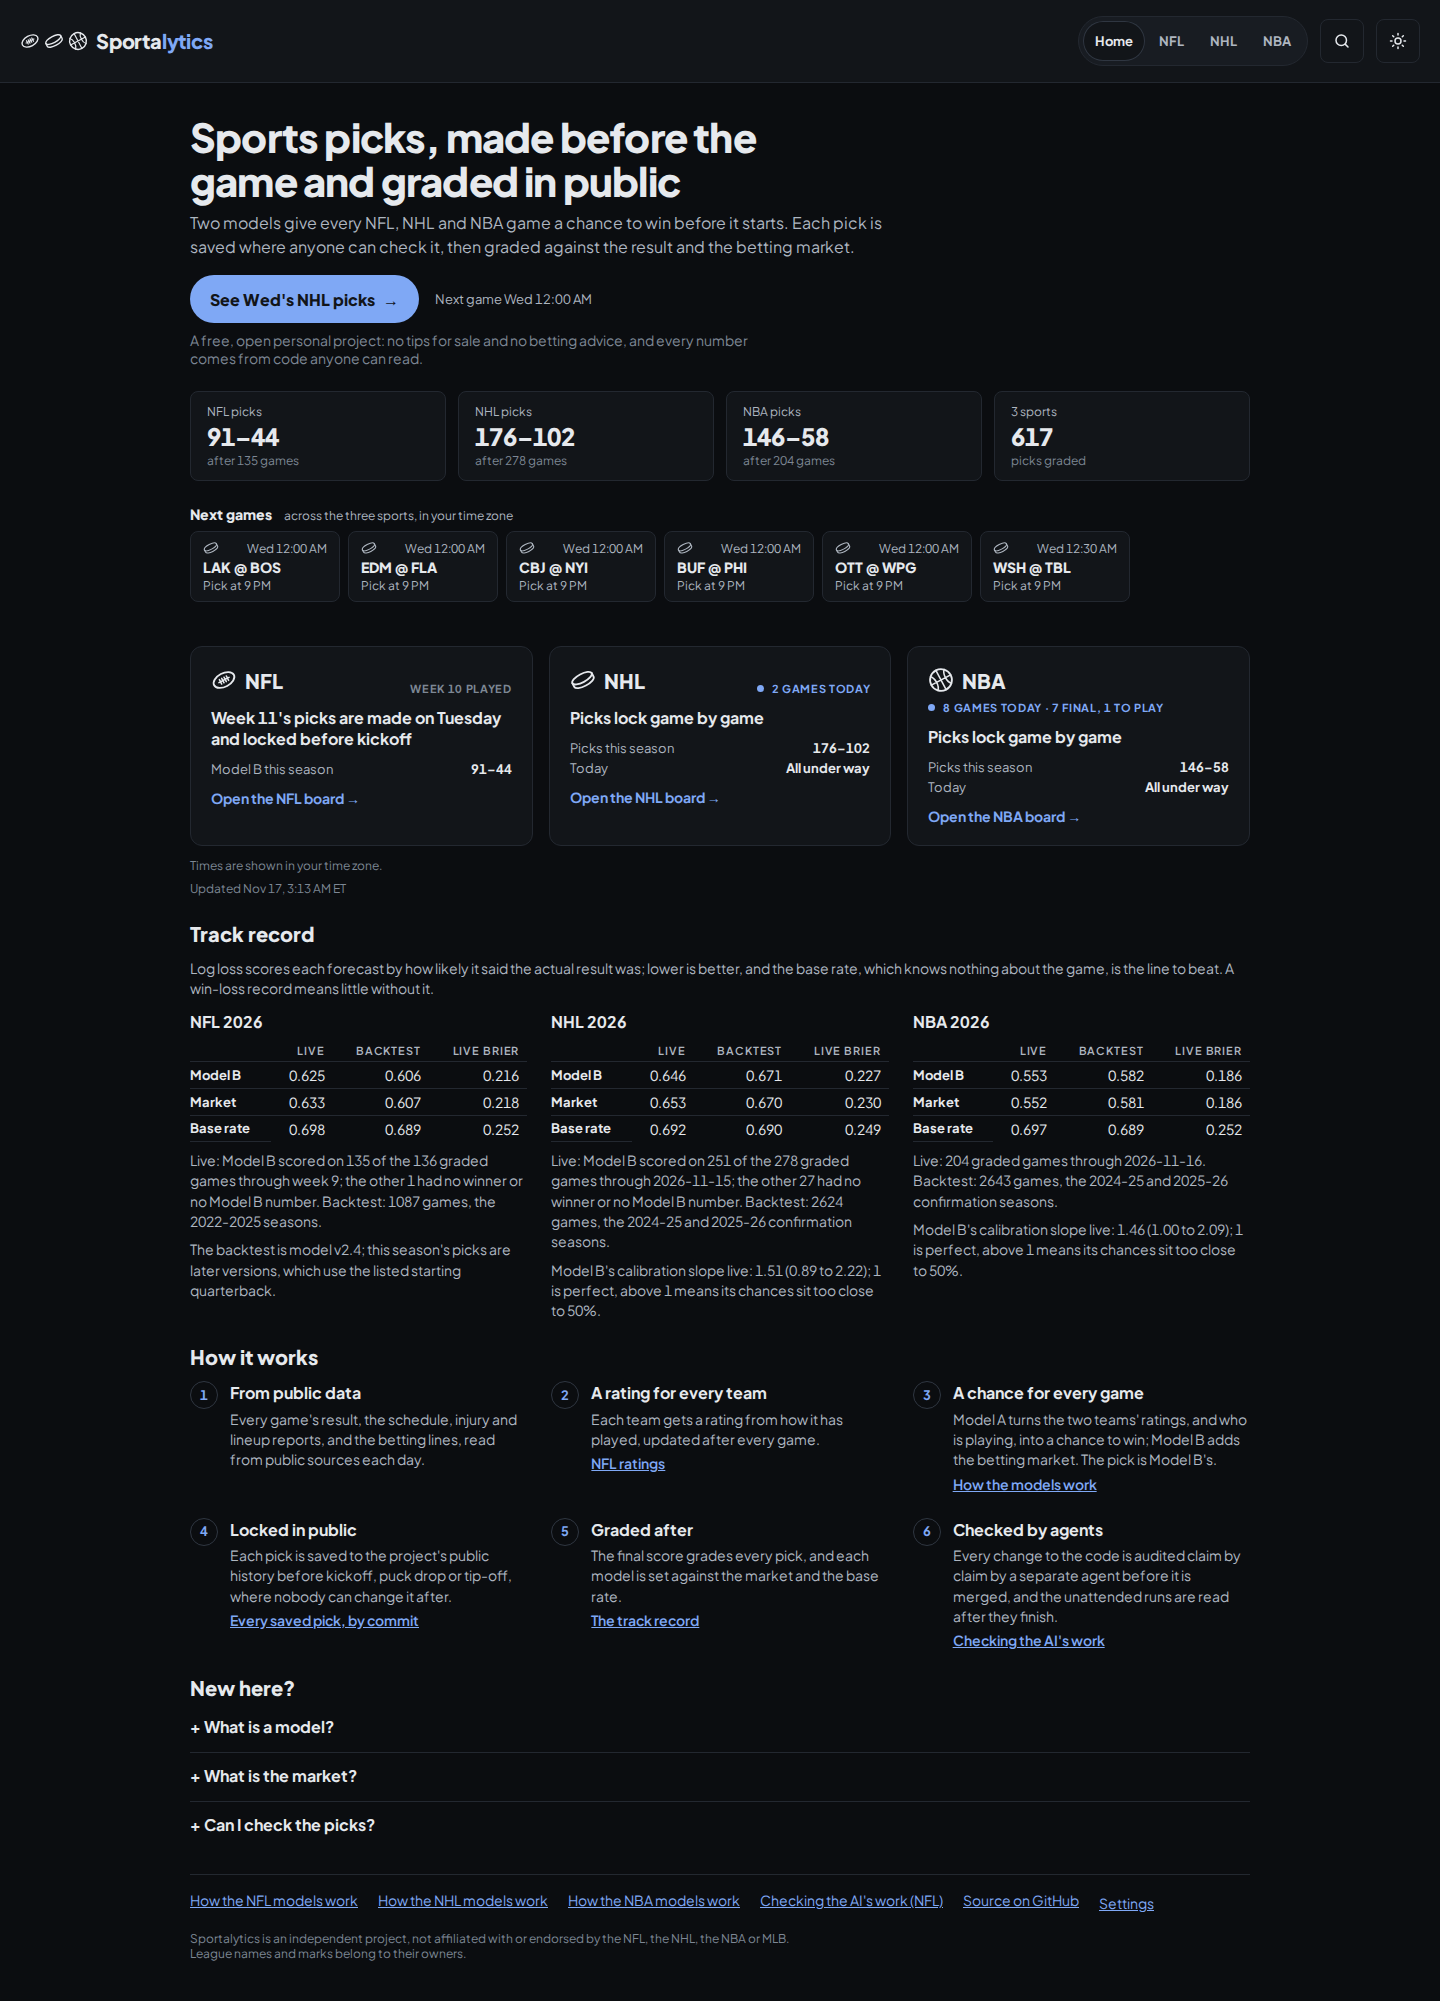 Sportalytics
Home NFL NHL NBA
Sports picks, made before the
game and graded in public
Two models give every NFL, NHL and NBA game a chance to win before it starts. Each pick is
saved where anyone can check it, then graded against the result and the betting market.
See Wed's NHL picks → Next game Wed 12:00 AM
A free, open personal project: no tips for sale and no betting advice, and every number
comes from code anyone can read.
NFL picks
91–44
after 135 games
NHL picks
176–102
after 278 games
NBA picks
146–58
after 204 games
3 sports
617
picks graded
Next games across the three sports, in your time zone
Wed 12:00 AM
LAK @ BOS
Pick at 9 PM
Wed 12:00 AM
EDM @ FLA
Pick at 9 PM
Wed 12:00 AM
CBJ @ NYI
Pick at 9 PM
Wed 12:00 AM
BUF @ PHI
Pick at 9 PM
Wed 12:00 AM
OTT @ WPG
Pick at 9 PM
Wed 12:30 AM
WSH @ TBL
Pick at 9 PM
NFL WEEK 10 PLAYED
Week 11's picks are made on Tuesday
and locked before kickoff
Model B this season 91–44
Open the NFL board →
NHL 2 GAMES TODAY
Picks lock game by game
Picks this season 176–102
Today All under way
Open the NHL board →
NBA
8 GAMES TODAY · 7 FINAL, 1 TO PLAY
Picks lock game by game
Picks this season 146–58
Today All under way
Open the NBA board →
Times are shown in your time zone.
Updated Nov 17, 3:13 AM ET
Track record
Log loss scores each forecast by how likely it said the actual result was; lower is better, and the base rate, which knows nothing about the game, is the line to beat. A
win-loss record means little without it.
NFL 2026
LIVE BACKTEST LIVE BRIER
Model B 0.625 0.606 0.216
Market 0.633 0.607 0.218
Base rate 0.698 0.689 0.252
Live: Model B scored on 135 of the 136 graded
games through week 9; the other 1 had no winner or
no Model B number. Backtest: 1087 games, the
2022-2025 seasons.
The backtest is model v2.4; this season's picks are
later versions, which use the listed starting
quarterback.
NHL 2026
LIVE BACKTEST LIVE BRIER
Model B 0.646 0.671 0.227
Market 0.653 0.670 0.230
Base rate 0.692 0.690 0.249
Live: Model B scored on 251 of the 278 graded
games through 2026-11-15; the other 27 had no
winner or no Model B number. Backtest: 2624
games, the 2024-25 and 2025-26 confirmation
seasons.
Model B's calibration slope live: 1.51 (0.89 to 2.22); 1
is perfect, above 1 means its chances sit too close
to 50%.
NBA 2026
LIVE BACKTEST LIVE BRIER
Model B 0.553 0.582 0.186
Market 0.552 0.581 0.186
Base rate 0.697 0.689 0.252
Live: 204 graded games through 2026-11-16.
Backtest: 2643 games, the 2024-25 and 2025-26
confirmation seasons.
Model B's calibration slope live: 1.46 (1.00 to 2.09); 1
is perfect, above 1 means its chances sit too close
to 50%.
How it works
1 From public data
Every game's result, the schedule, injury and
lineup reports, and the betting lines, read
from public sources each day.
2 A rating for every team
Each team gets a rating from how it has
played, updated after every game.
NFL ratings
3 A chance for every game
Model A turns the two teams' ratings, and who
is playing, into a chance to win; Model B adds
the betting market. The pick is Model B's.
How the models work
4 Locked in public
Each pick is saved to the project's public
history before kickoff, puck drop or tip-off,
where nobody can change it after.
Every saved pick, by commit
5 Graded after
The final score grades every pick, and each
model is set against the market and the base
rate.
The track record
6 Checked by agents
Every change to the code is audited claim by
claim by a separate agent before it is
merged, and the unattended runs are read
after they finish.
Checking the AI's work
New here?
+ What is a model?
+ What is the market?
+ Can I check the picks?
How the NFL models work How the NHL models work How the NBA models work Checking the AI's work (NFL) Source on GitHub Settings
Sportalytics is an independent project, not affiliated with or endorsed by the NFL, the NHL, the NBA or MLB.
League names and marks belong to their owners.